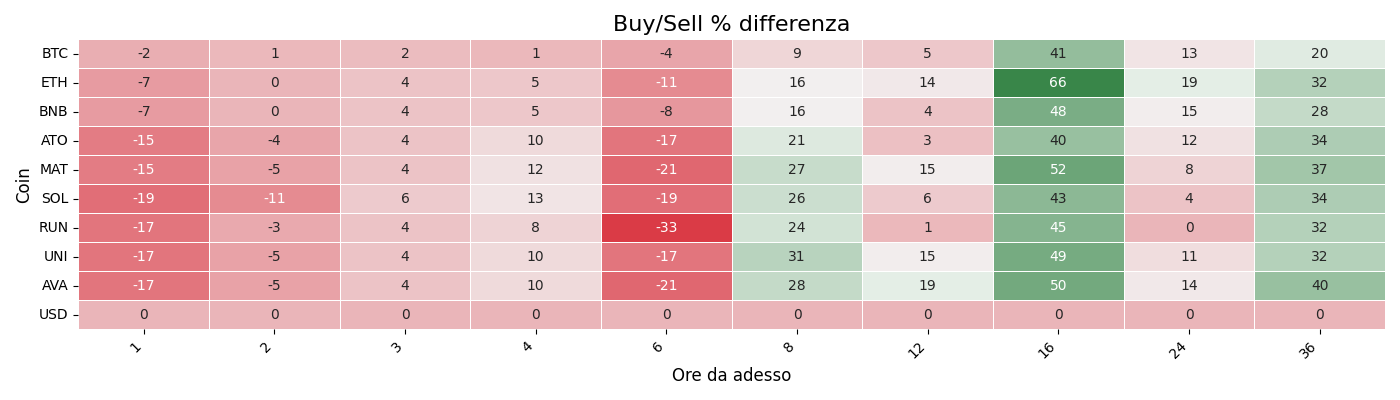 Buy/Sell % differenza
Coin
BTC -2 1 2 1 -4 9 5 41 13 20
ETH -7 0 4 5 -11 16 14 66 19 32
BNB -7 0 4 5 -8 16 4 48 15 28
ATO -15 -4 4 10 -17 21 3 40 12 34
MAT -15 -5 4 12 -21 27 15 52 8 37
SOL -19 -11 6 13 -19 26 6 43 4 34
RUN -17 -3 4 8 -33 24 1 45 0 32
UNI -17 -5 4 10 -17 31 15 49 11 32
AVA -17 -5 4 10 -21 28 19 50 14 40
USD 0 0 0 0 0 0 0 0 0 0
1 2 3 4 6 8 12 16 24 36
Ore da adesso